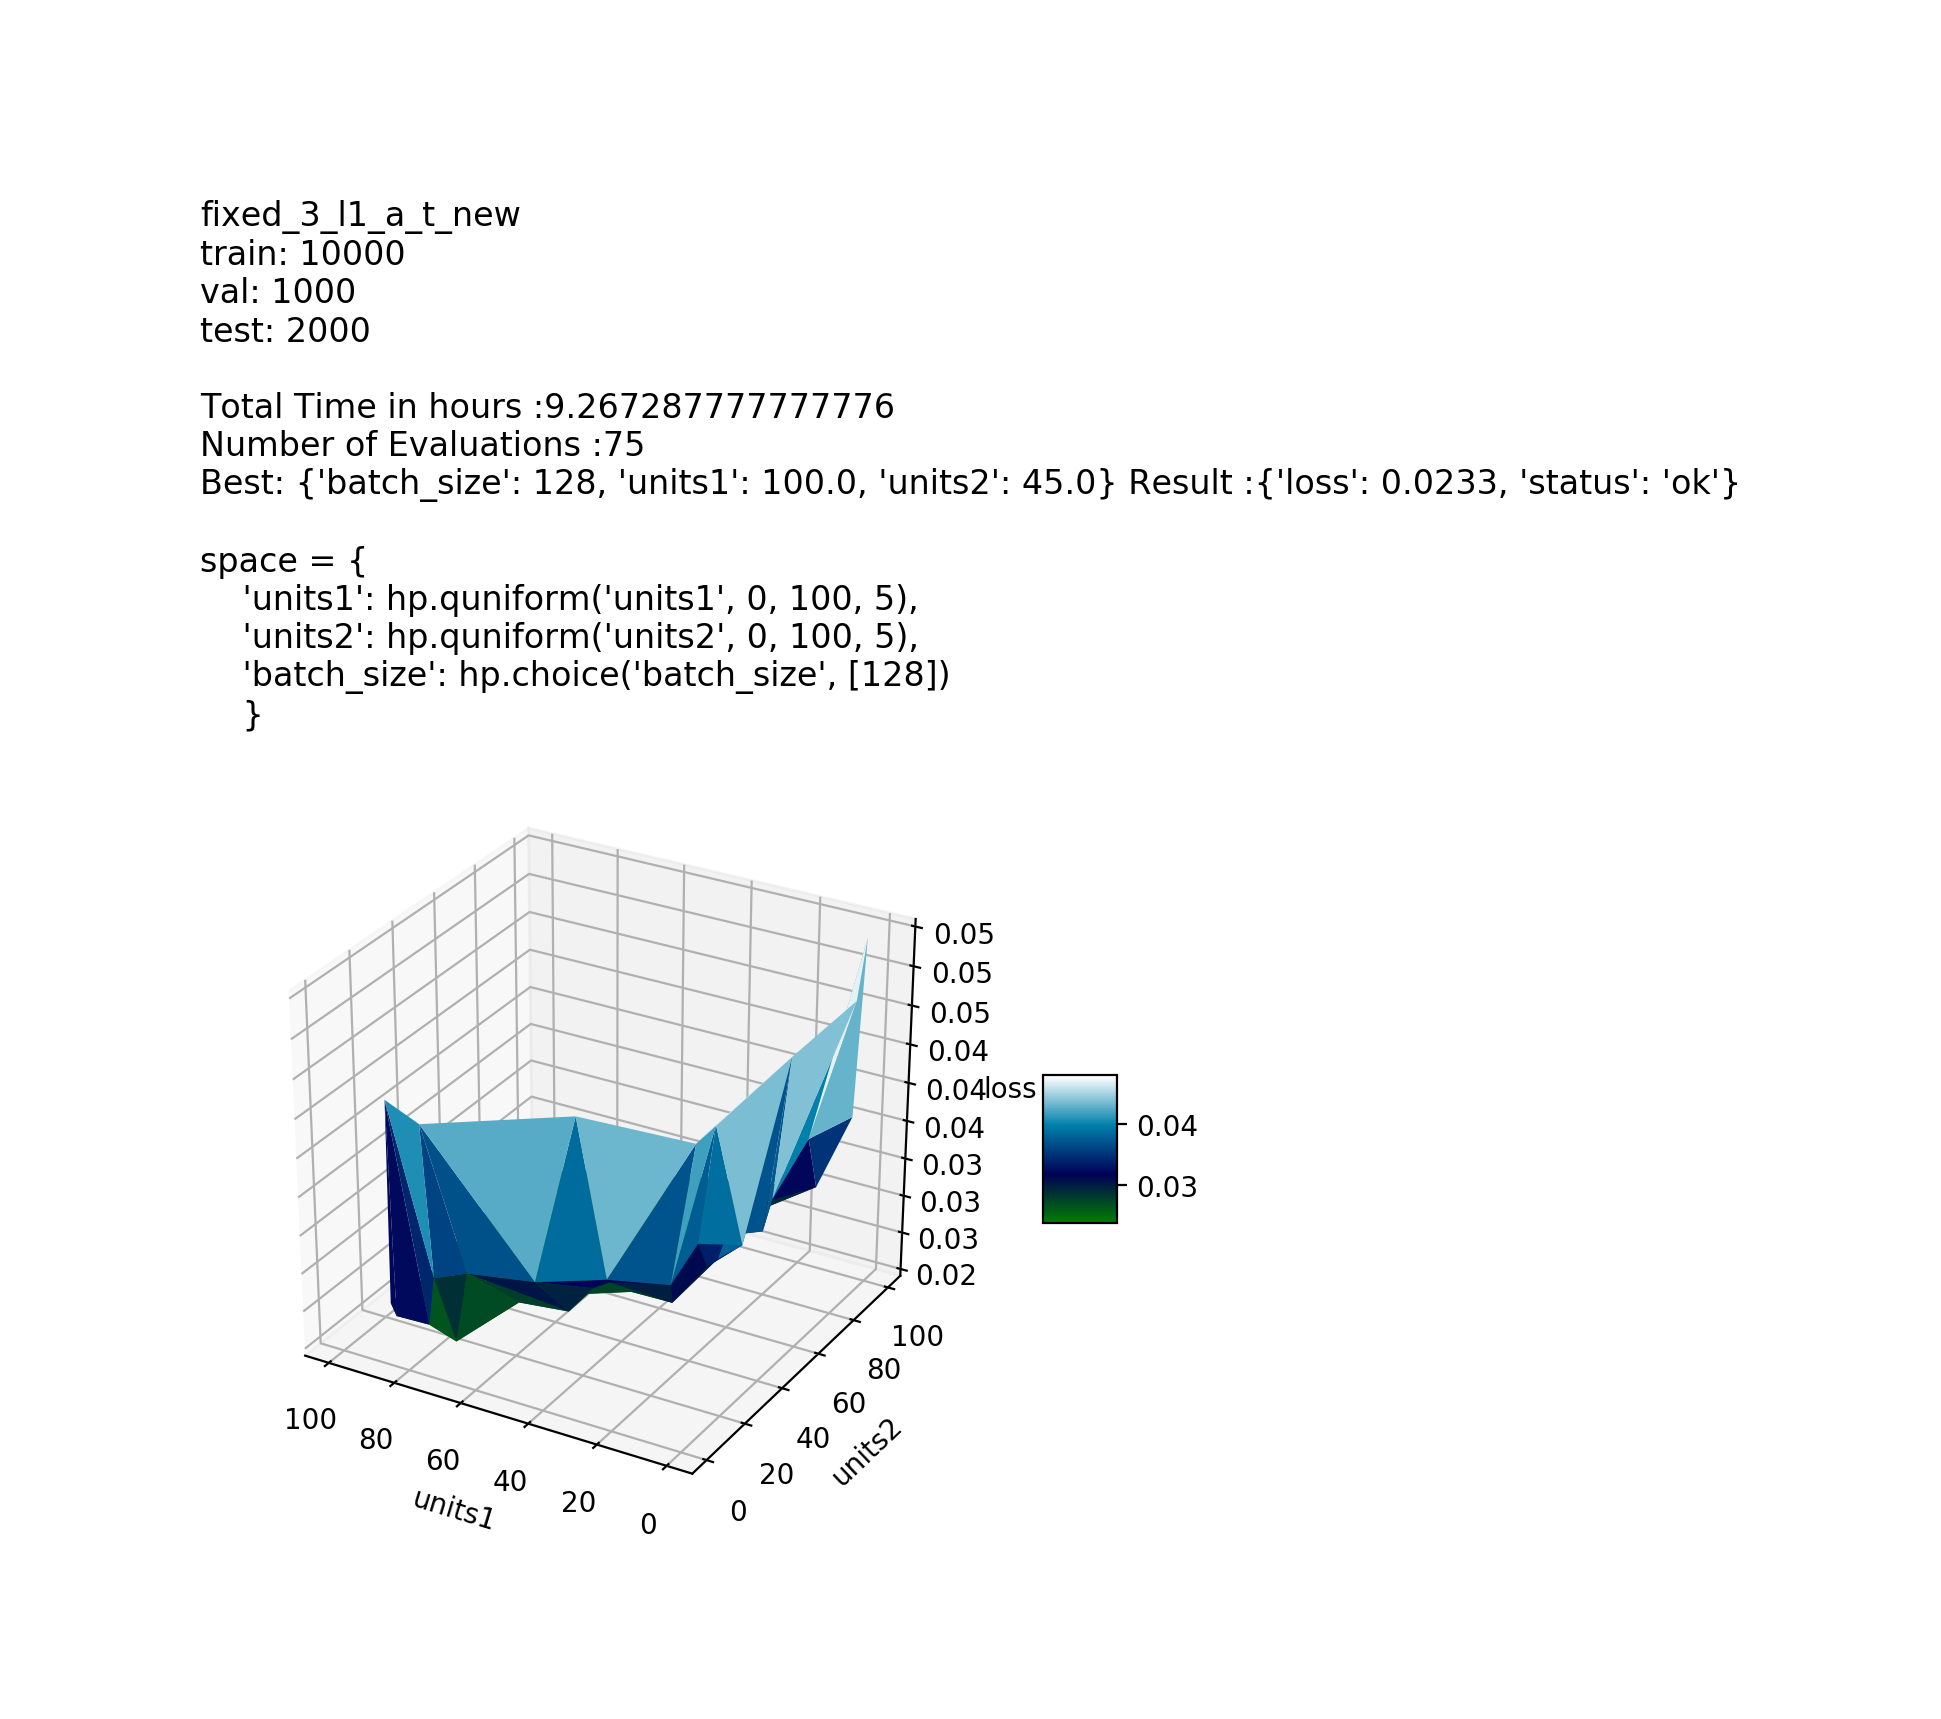 fixed_3_l1_a_t_new
train: 10000
val: 1000
test: 2000
Total Time in hours :9.267287777777776
Number of Evaluations :75
Best: {'batch_size': 128, 'units1': 100.0, 'units2': 45.0} Result :{'loss': 0.0233, 'status': 'ok'}
space = {
'units1': hp.quniform('units1', 0, 100, 5),
'units2': hp.quniform('units2', 0, 100, 5),
'batch_size': hp.choice('batch_size', [128])
}
0.05
0.05
0.05
0.04
0.04
0.04
0.03
0.03
0.03
0.02
loss
0.04
0.03
100
80
60
40
20
0
units1
100
80
60
40
20
0
units2